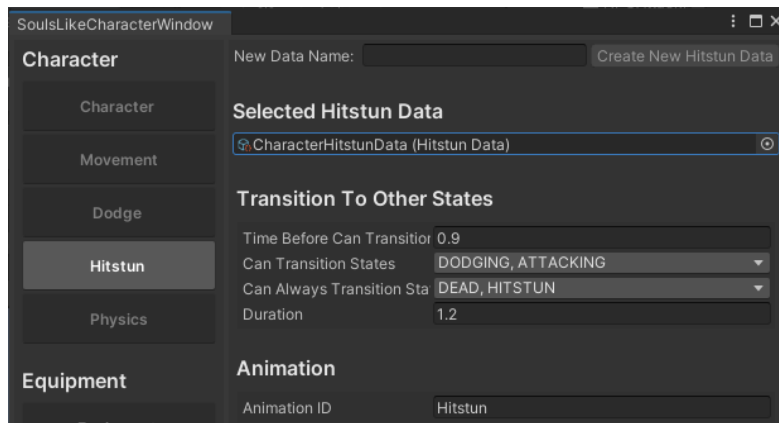 SoulsLikeCharacterWindow
Character
Character
Movement
Dodge
Hitstun
Physics
Equipment
New Data Name:
Create New Hitstun Data
Selected Hitstun Data
CharacterHitstunData (Hitstun Data)
Transition To Other States
Time Before Can Transition 0.9
Can Transition States DODGING, ATTACKING
Can Always Transition Sta DEAD, HITSTUN
Duration 1.2
Animation
Animation ID Hitstun